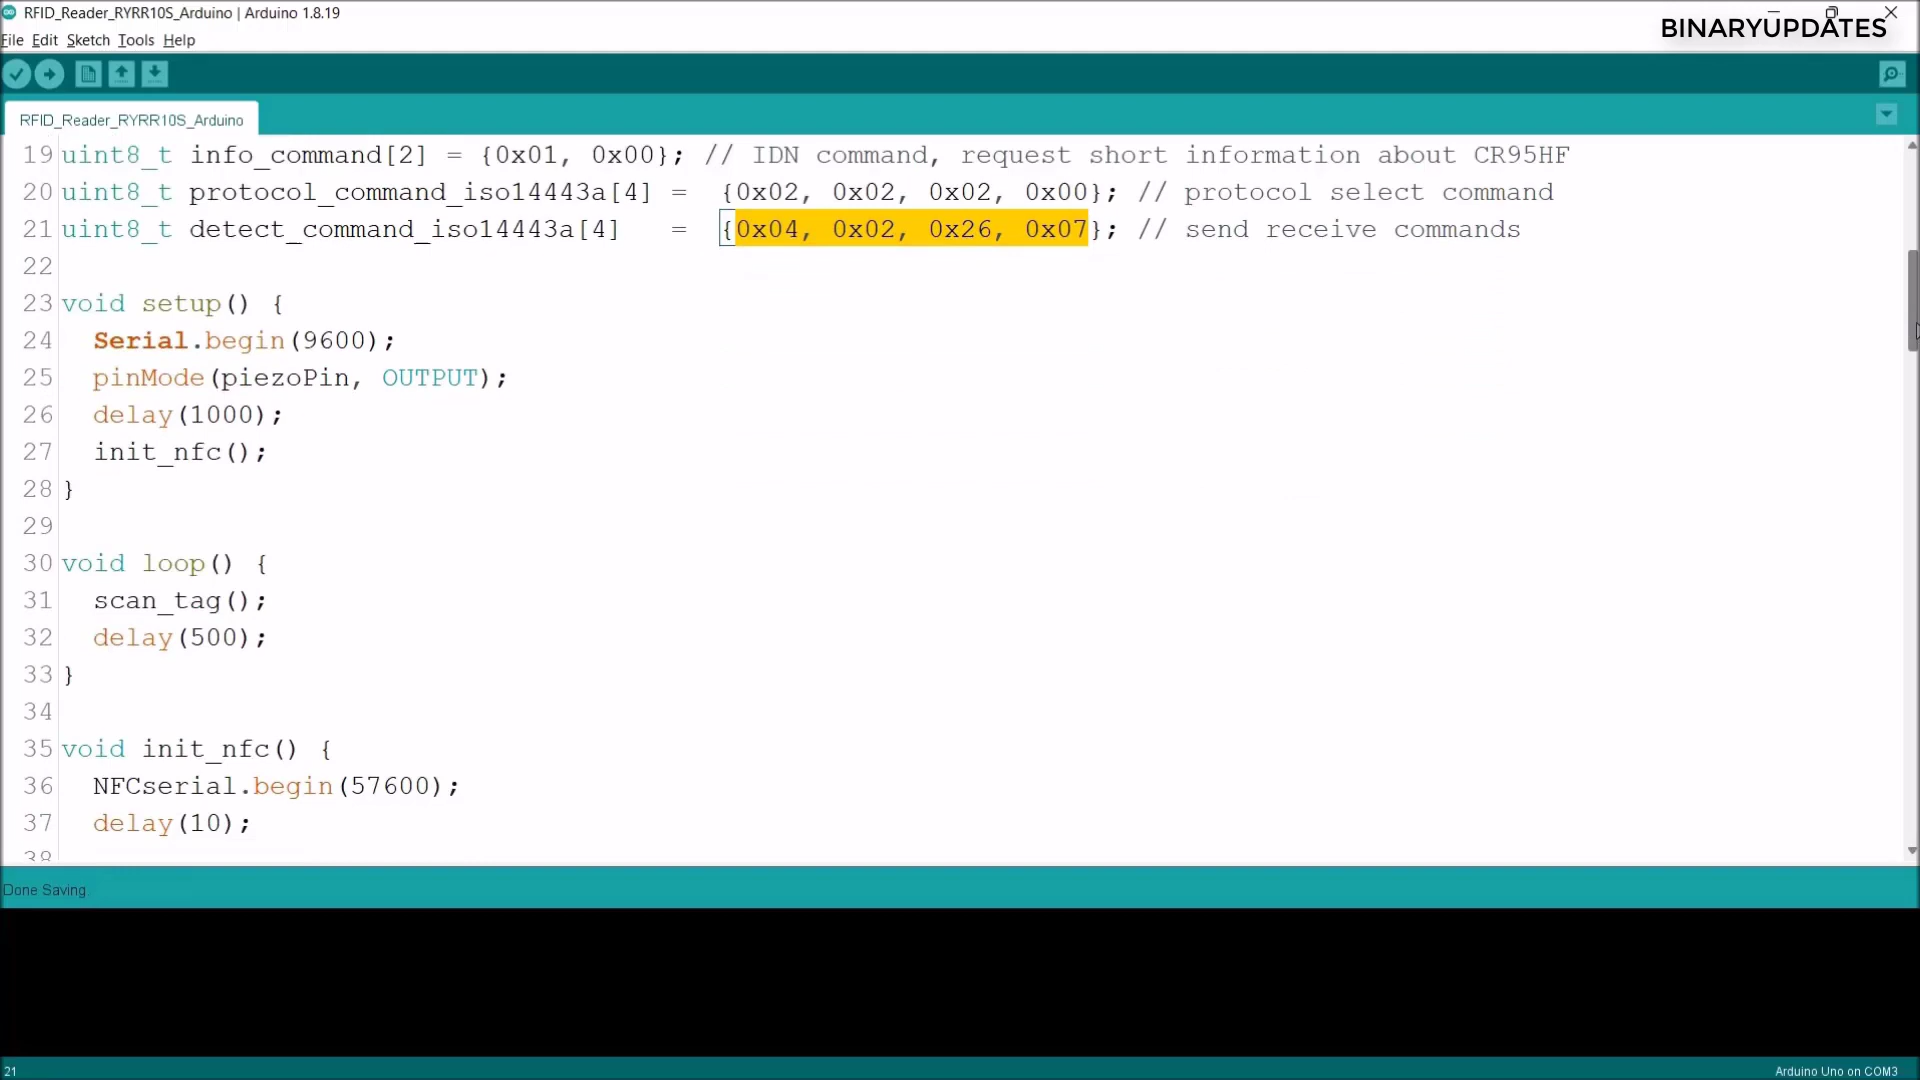 RFID_Reader_RYRR10S_Arduino | Arduino 1.8.19
BINARYUPDATES
File Edit Sketch Tools Help
RFID_Reader_RYRR10S_Arduino
19 uint8_t info_command[2] = {0x01, 0x00}; // IDN command, request short information about CR95HF
20 uint8_t protocol_command_iso14443a[4] = {0x02, 0x02, 0x02, 0x00}; // protocol select command
21 uint8_t detect_command_iso14443a[4] = {0x04, 0x02, 0x26, 0x07}; // send receive commands
22
23 void setup() {
24 Serial.begin(9600);
25 pinMode(piezoPin, OUTPUT);
26 delay(1000);
27 init_nfc();
28 }
29
30 void loop() {
31 scan_tag();
32 delay(500);
33 }
34
35 void init_nfc() {
36 NFCserial.begin(57600);
37 delay(10);
38
Done Saving.
21
Arduino Uno on COM3